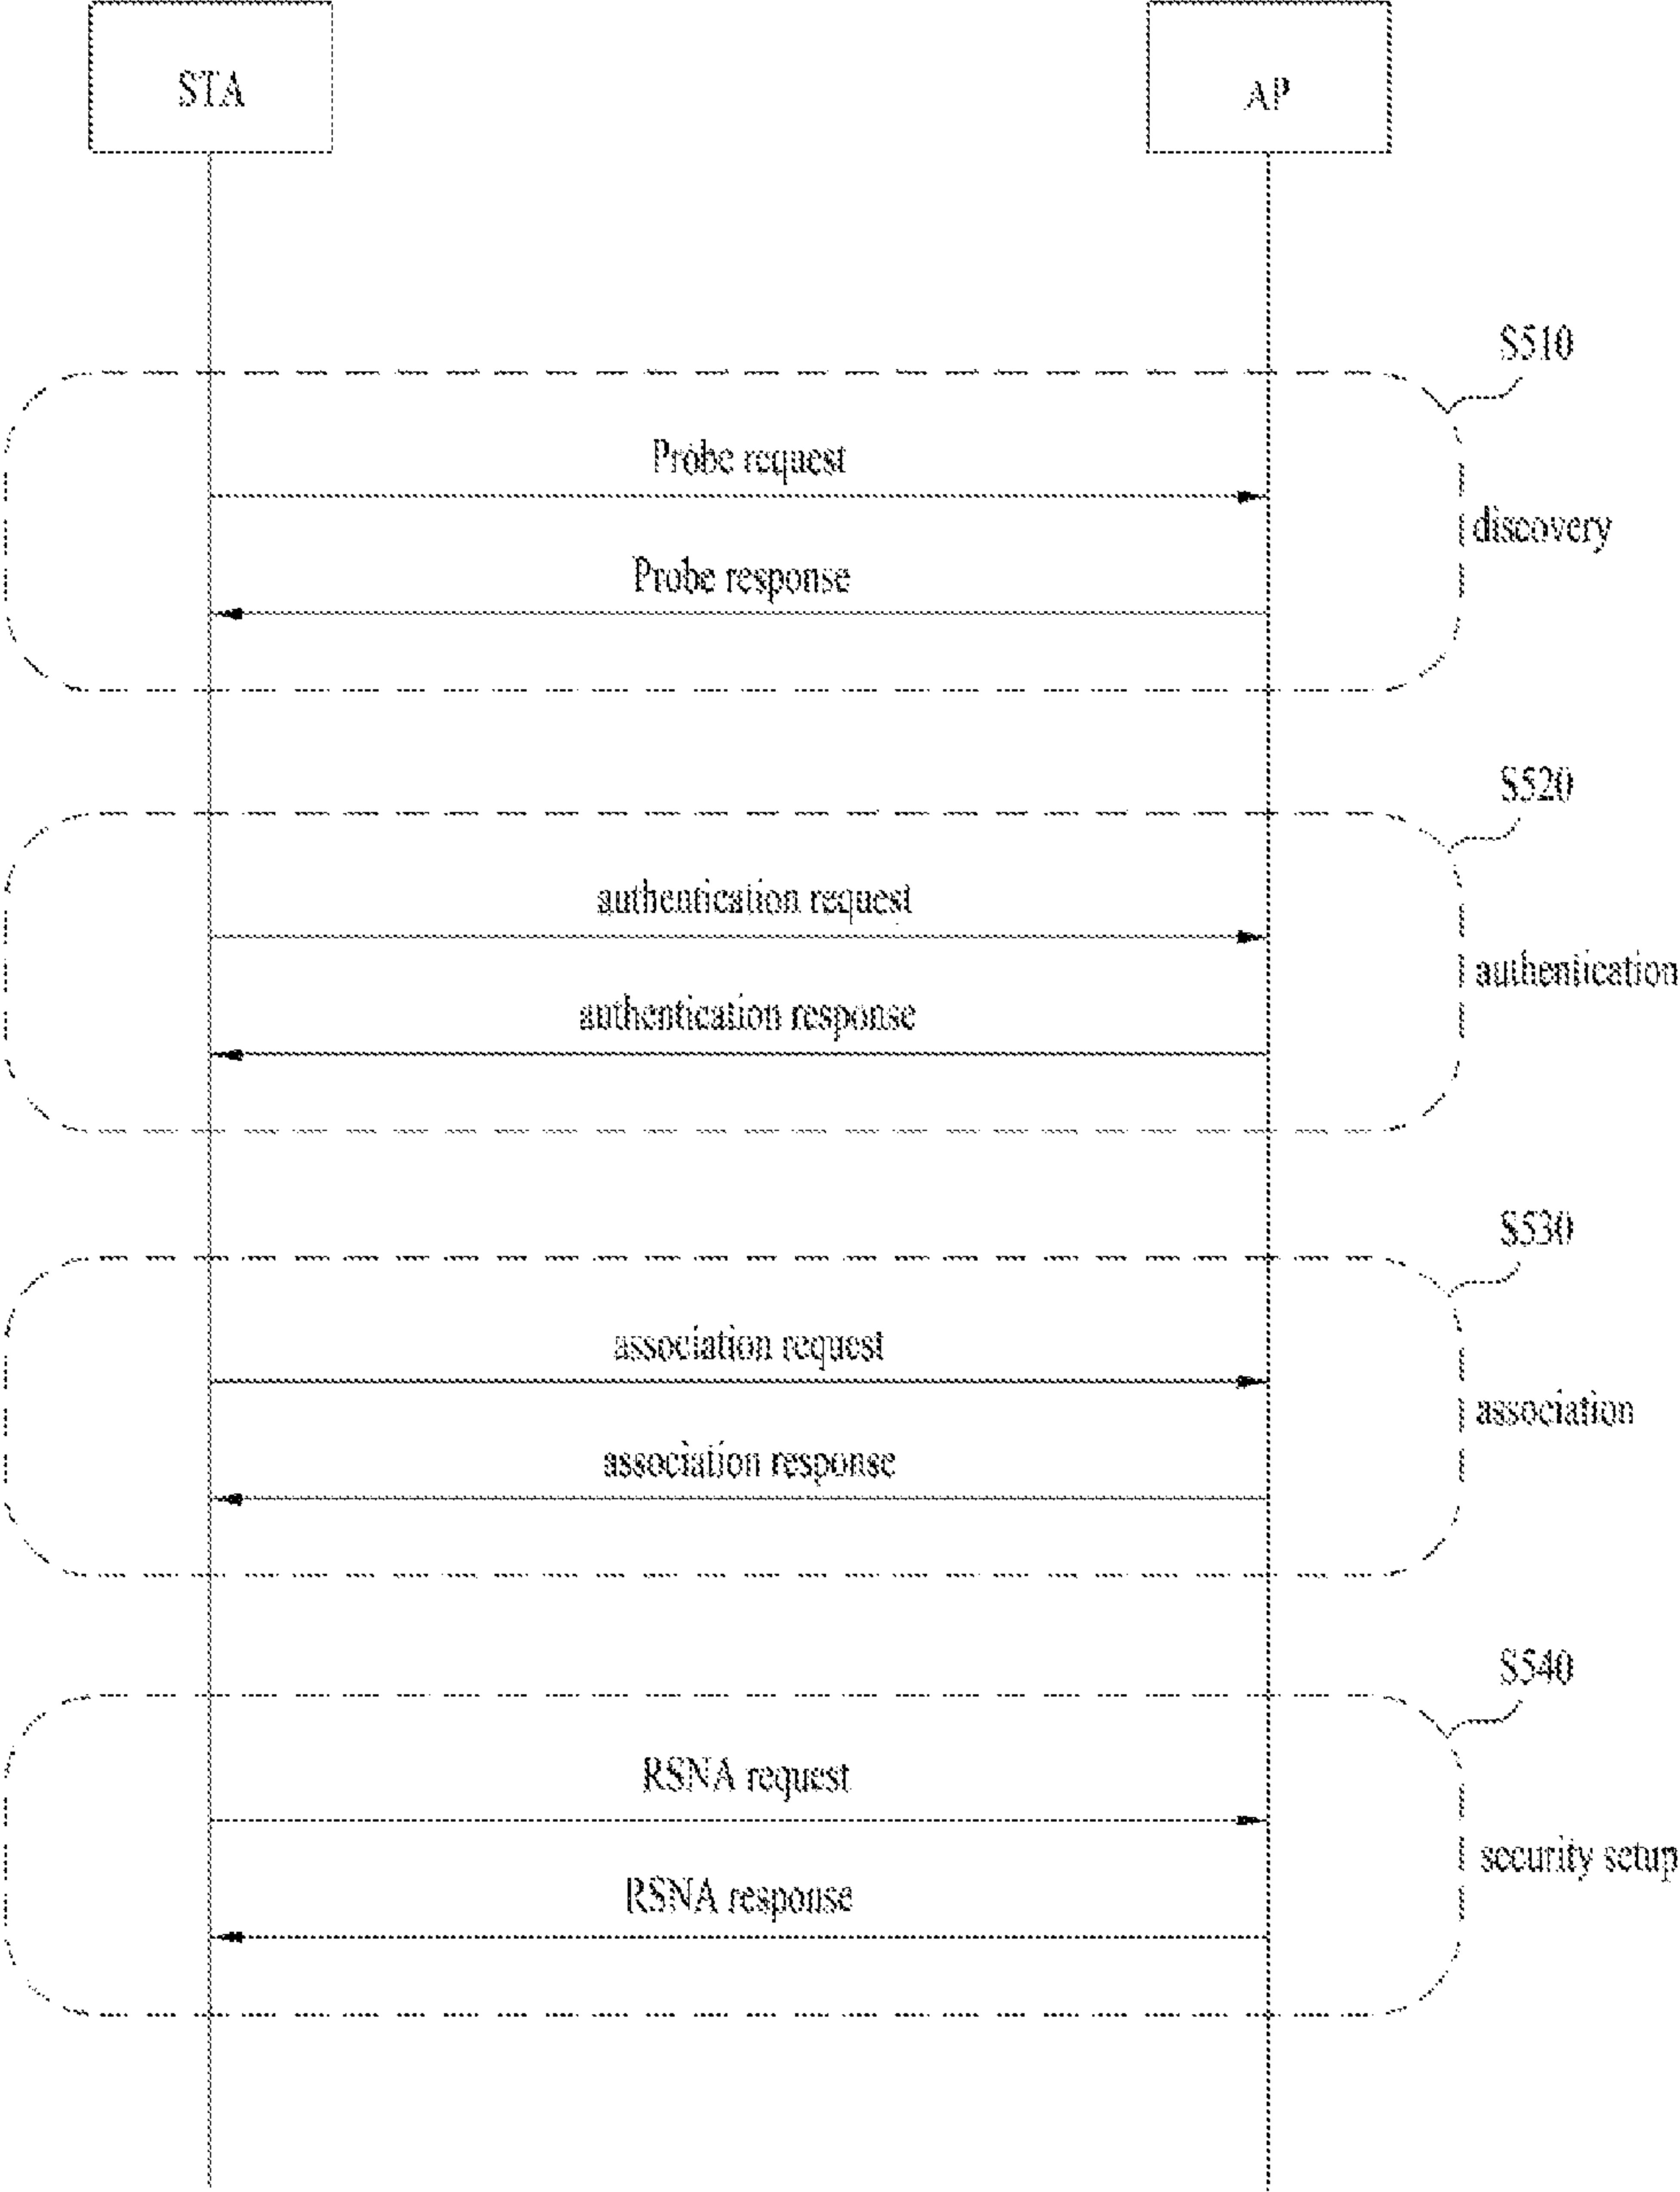 STA
AP
S510
Probe request
discovery
Probe response
S520
authentication request
authentication
authentication response
S530
association request
association
association response
S540
RSNA request
security setup
RSNA response